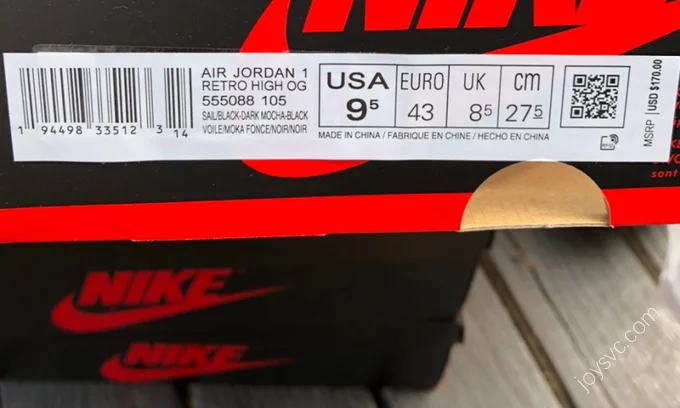 NIKE
AIR JORDAN 1
RETRO HIGH OG
555088 105
SAIL/BLACK-DARK MOCHA-BLACK
VOILE/MOKA FONCE/NOIR/NOIR
1 94498 33512 3 14
USA
9⁵
EURO
43
UK
8⁵
cm
27⁵
MADE IN CHINA / FABRIQUE EN CHINE / HECHO EN CHINA
MSRP | USD $170.00
sont
NIKE
NIKE
joysvc.com